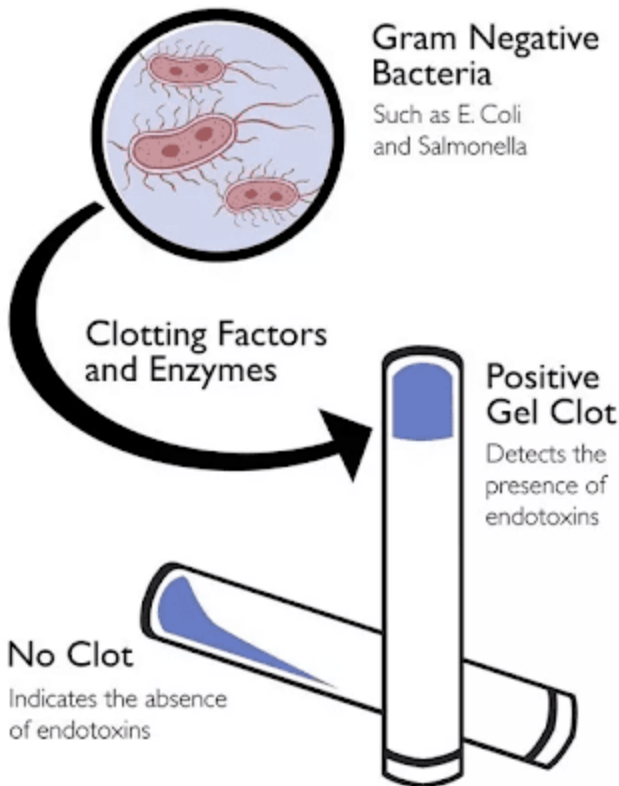 Gram Negative
Bacteria
Such as E. Coli
and Salmonella
Clotting Factors
and Enzymes
Positive
Gel Clot
Detects the
presence of
endotoxins
No Clot
Indicates the absence
of endotoxins